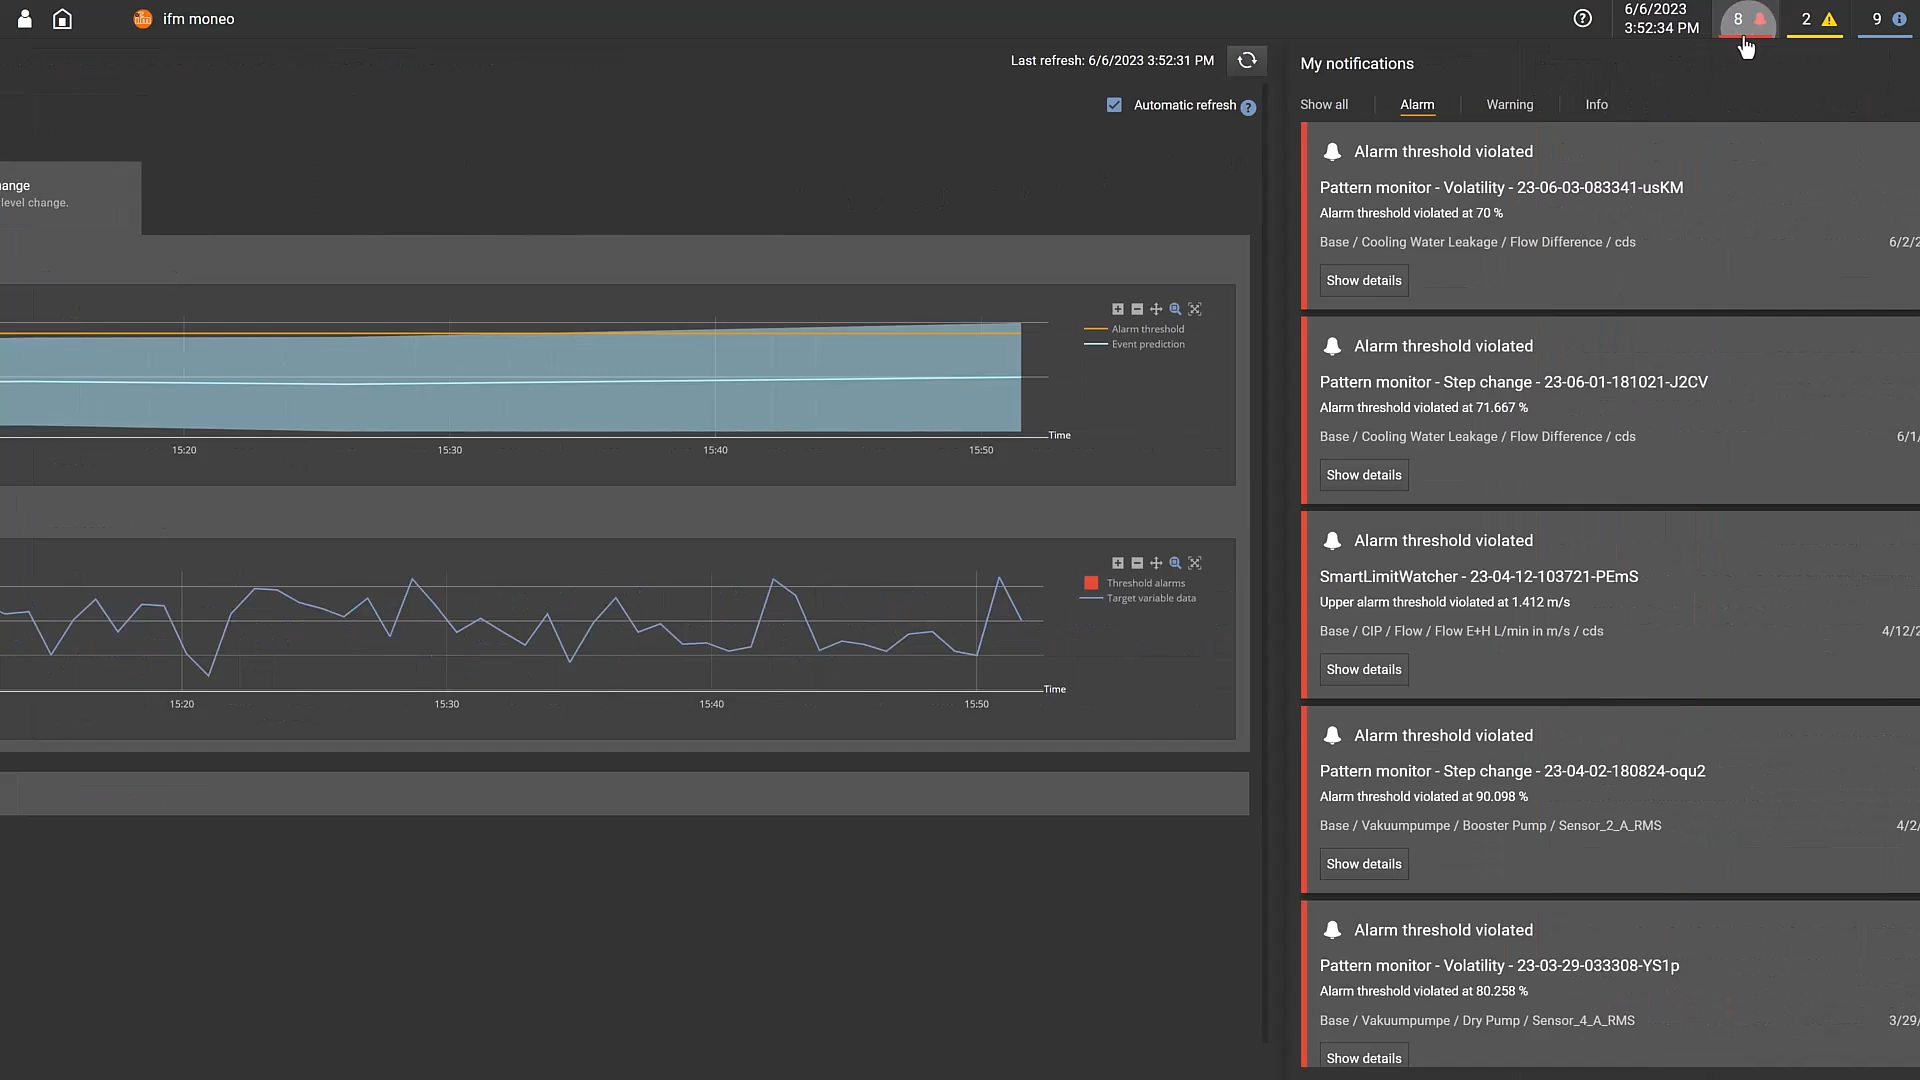 ifm moneo
6/6/2023
3:52:34 PM
8
2
9
Last refresh: 6/6/2023 3:52:31 PM
Automatic refresh
ange
level change.
Alarm threshold
Event prediction
Time
15:20
15:30
15:40
15:50
Threshold alarms
Target variable data
Time
15:20
15:30
15:40
15:50
My notifications
Show all
Alarm
Warning
Info
Alarm threshold violated
Pattern monitor - Volatility - 23-06-03-083341-usKM
Alarm threshold violated at 70 %
Base / Cooling Water Leakage / Flow Difference / cds
6/2/2
Show details
Alarm threshold violated
Pattern monitor - Step change - 23-06-01-181021-J2CV
Alarm threshold violated at 71.667 %
Base / Cooling Water Leakage / Flow Difference / cds
6/1/
Show details
Alarm threshold violated
SmartLimitWatcher - 23-04-12-103721-PEmS
Upper alarm threshold violated at 1.412 m/s
Base / CIP / Flow / Flow E+H L/min in m/s / cds
4/12/2
Show details
Alarm threshold violated
Pattern monitor - Step change - 23-04-02-180824-oqu2
Alarm threshold violated at 90.098 %
Base / Vakuumpumpe / Booster Pump / Sensor_2_A_RMS
4/2/
Show details
Alarm threshold violated
Pattern monitor - Volatility - 23-03-29-033308-YS1p
Alarm threshold violated at 80.258 %
Base / Vakuumpumpe / Dry Pump / Sensor_4_A_RMS
3/29/
Show details